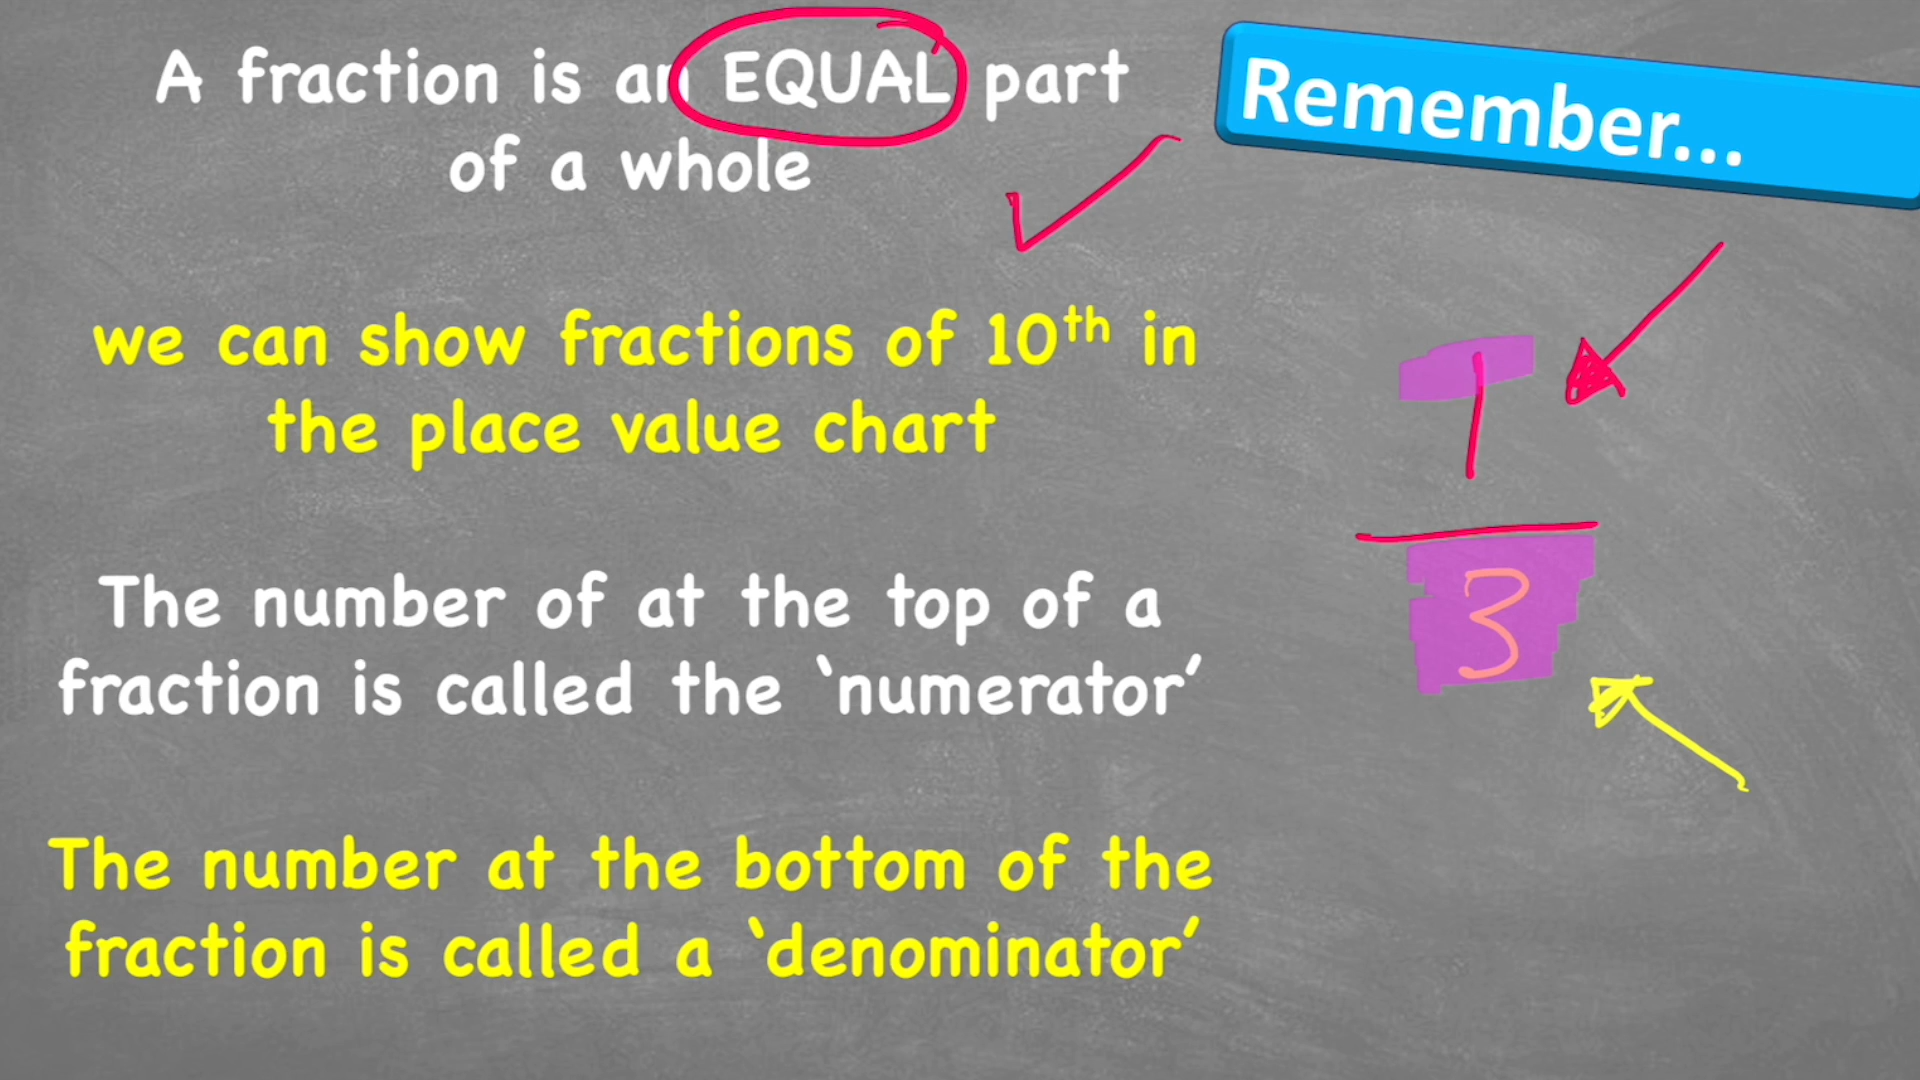 A fraction is an EQUAL part
of a whole
Remember...
we can show fractions of 10th in
the place value chart
The number of at the top of a
fraction is called the ‘numerator’
The number at the bottom of the
fraction is called a ‘denominator’
1
3